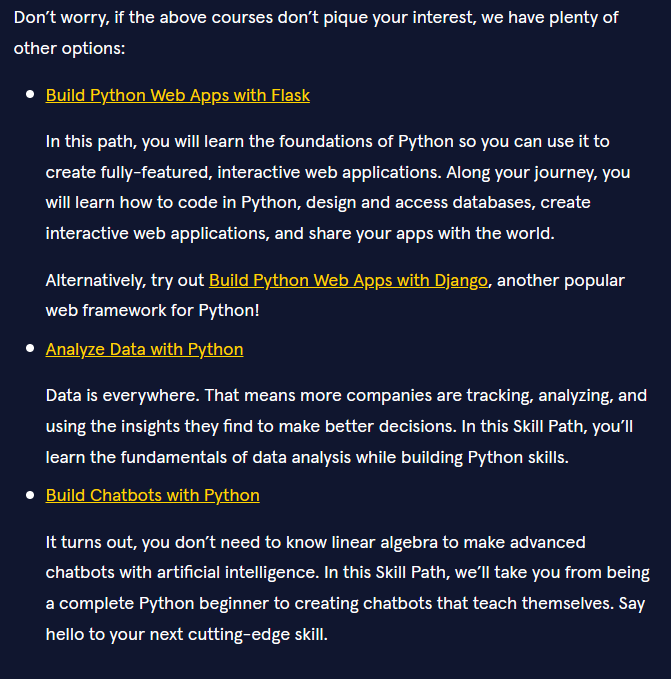 Don’t worry, if the above courses don’t pique your interest, we have plenty of
other options:
Build Python Web Apps with Flask
In this path, you will learn the foundations of Python so you can use it to
create fully-featured, interactive web applications. Along your journey, you
will learn how to code in Python, design and access databases, create
interactive web applications, and share your apps with the world.
Alternatively, try out Build Python Web Apps with Django, another popular
web framework for Python!
Analyze Data with Python
Data is everywhere. That means more companies are tracking, analyzing, and
using the insights they find to make better decisions. In this Skill Path, you’ll
learn the fundamentals of data analysis while building Python skills.
Build Chatbots with Python
It turns out, you don’t need to know linear algebra to make advanced
chatbots with artificial intelligence. In this Skill Path, we’ll take you from being
a complete Python beginner to creating chatbots that teach themselves. Say
hello to your next cutting-edge skill.